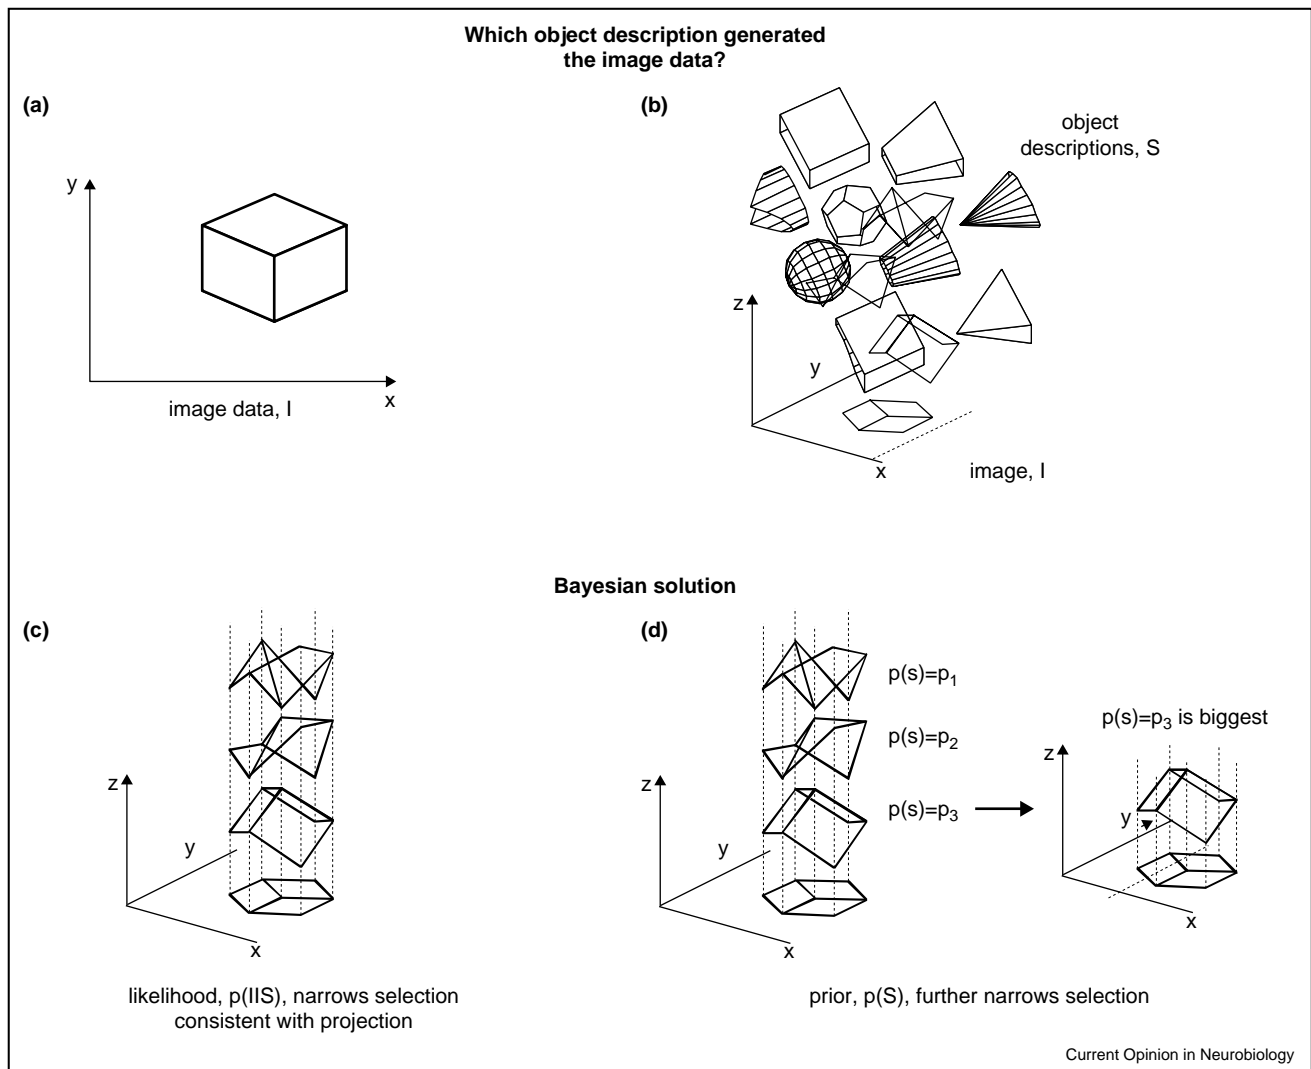 Which object description generated
the image data?
(a)
y
x
image data, I
(b)
object
descriptions, S
z
y
x
image, I
Bayesian solution
(c)
z
y
x
likelihood, p(IIS), narrows selection
consistent with projection
(d)
p(s)=p1
p(s)=p2
p(s)=p3
z
y
x
p(s)=p3 is biggest
z
y
x
prior, p(S), further narrows selection
Current Opinion in Neurobiology